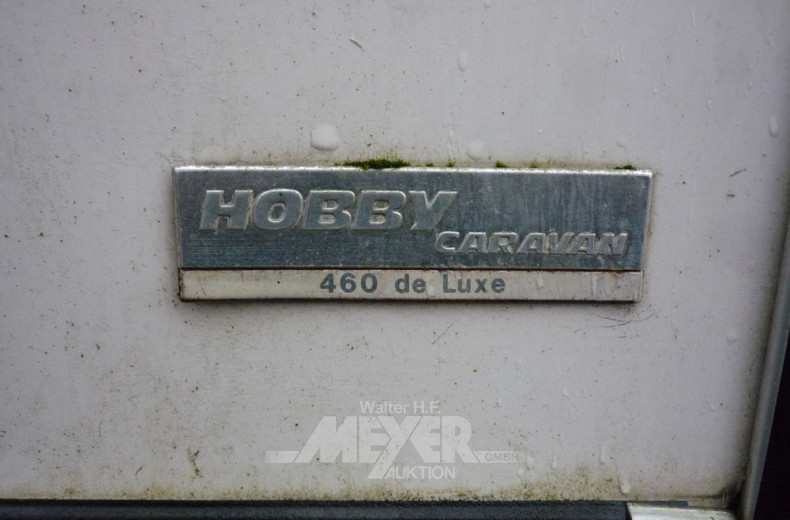 HOBBY
CARAVAN
460 de Luxe
Walter H.F.
MEYER
GMBH
AUKTION